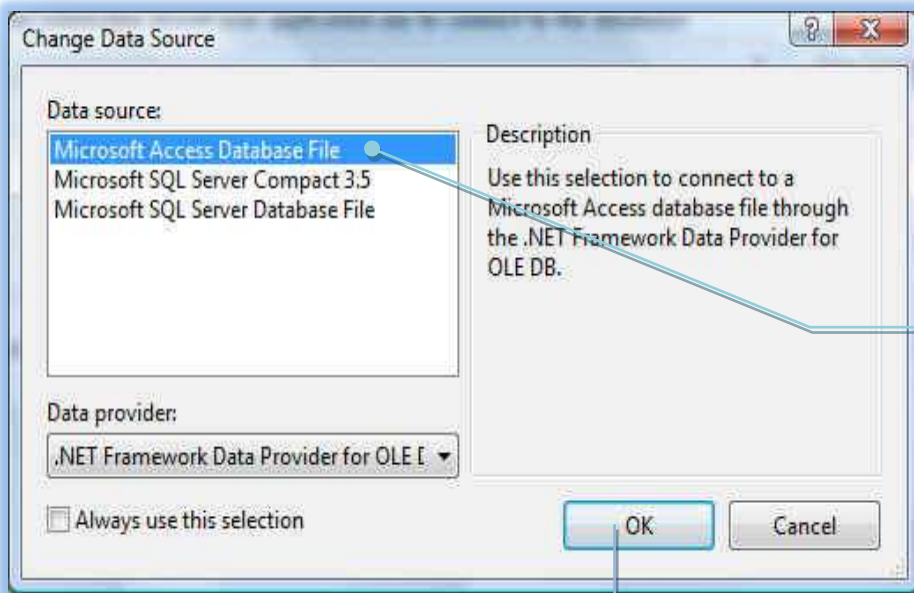 Change Data Source
Data source:
Microsoft Access Database File
Microsoft SQL Server Compact 3.5
Microsoft SQL Server Database File
Description
Use this selection to connect to a
Microsoft Access database file through
the .NET Framework Data Provider for
OLE DB.
Data provider:
.NET Framework Data Provider for OLE
Always use this selection
OK
Cancel